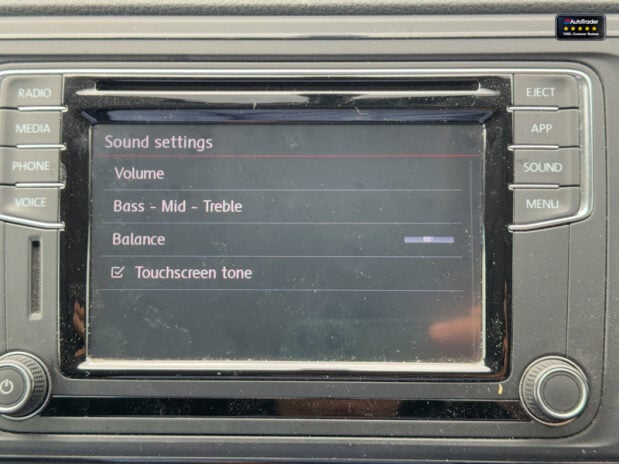 AutoTrader
RADIO
MEDIA
PHONE
VOICE
EJECT
APP
SOUND
MENU
Sound settings
Volume
Bass - Mid - Treble
Balance
Touchscreen tone